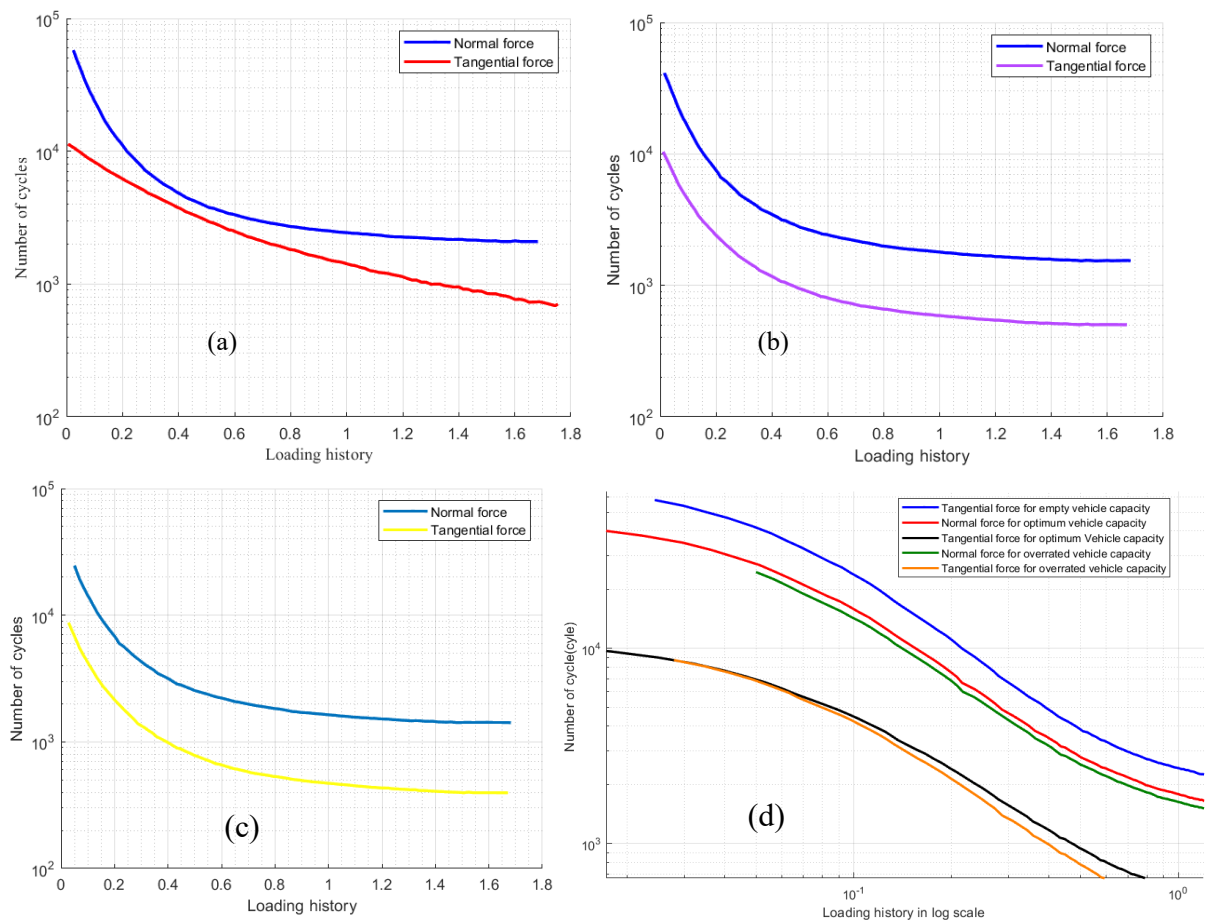 10^5
Normal force
Tangential force
10^4
Number of cycles
10^3
(a)
10^2
0 0.2 0.4 0.6 0.8 1 1.2 1.4 1.6 1.8
Loading history
10^5
Normal force
Tangential force
10^4
Number of cycles
10^3
(b)
10^2
0 0.2 0.4 0.6 0.8 1 1.2 1.4 1.6 1.8
Loading history
10^5
Normal force
Tangential force
10^4
Number of cycles
10^3
(c)
10^2
0 0.2 0.4 0.6 0.8 1 1.2 1.4 1.6 1.8
Loading history
Tangential force for empty vehicle capacity
Normal force for optimum vehicle capacity
Tangential force for optimum Vehicle capacity
Normal force for overrated vehicle capacity
Tangential force for overrated vehicle capacity
10^4
Number of cycle(cyle)
(d)
10^3
10^-1 10^0
Loading history in log scale